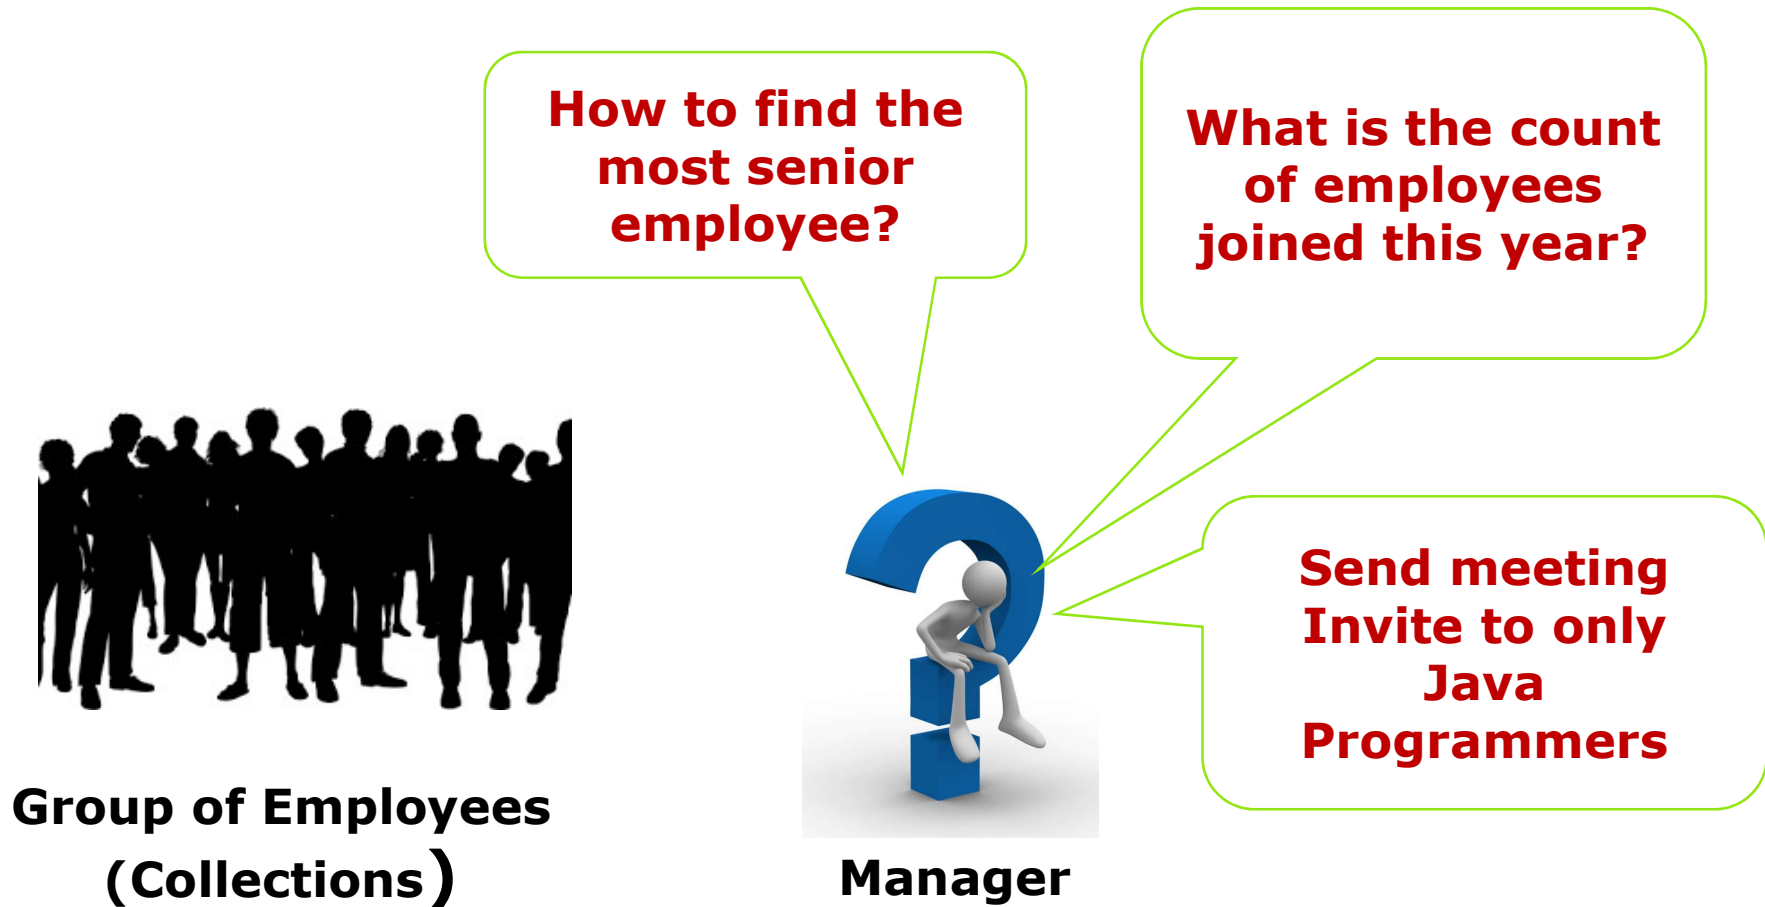 How to find the
most senior
employee?
What is the count
of employees
joined this year?
Send meeting
Invite to only
Java
Programmers
Group of Employees
(Collections)
Manager